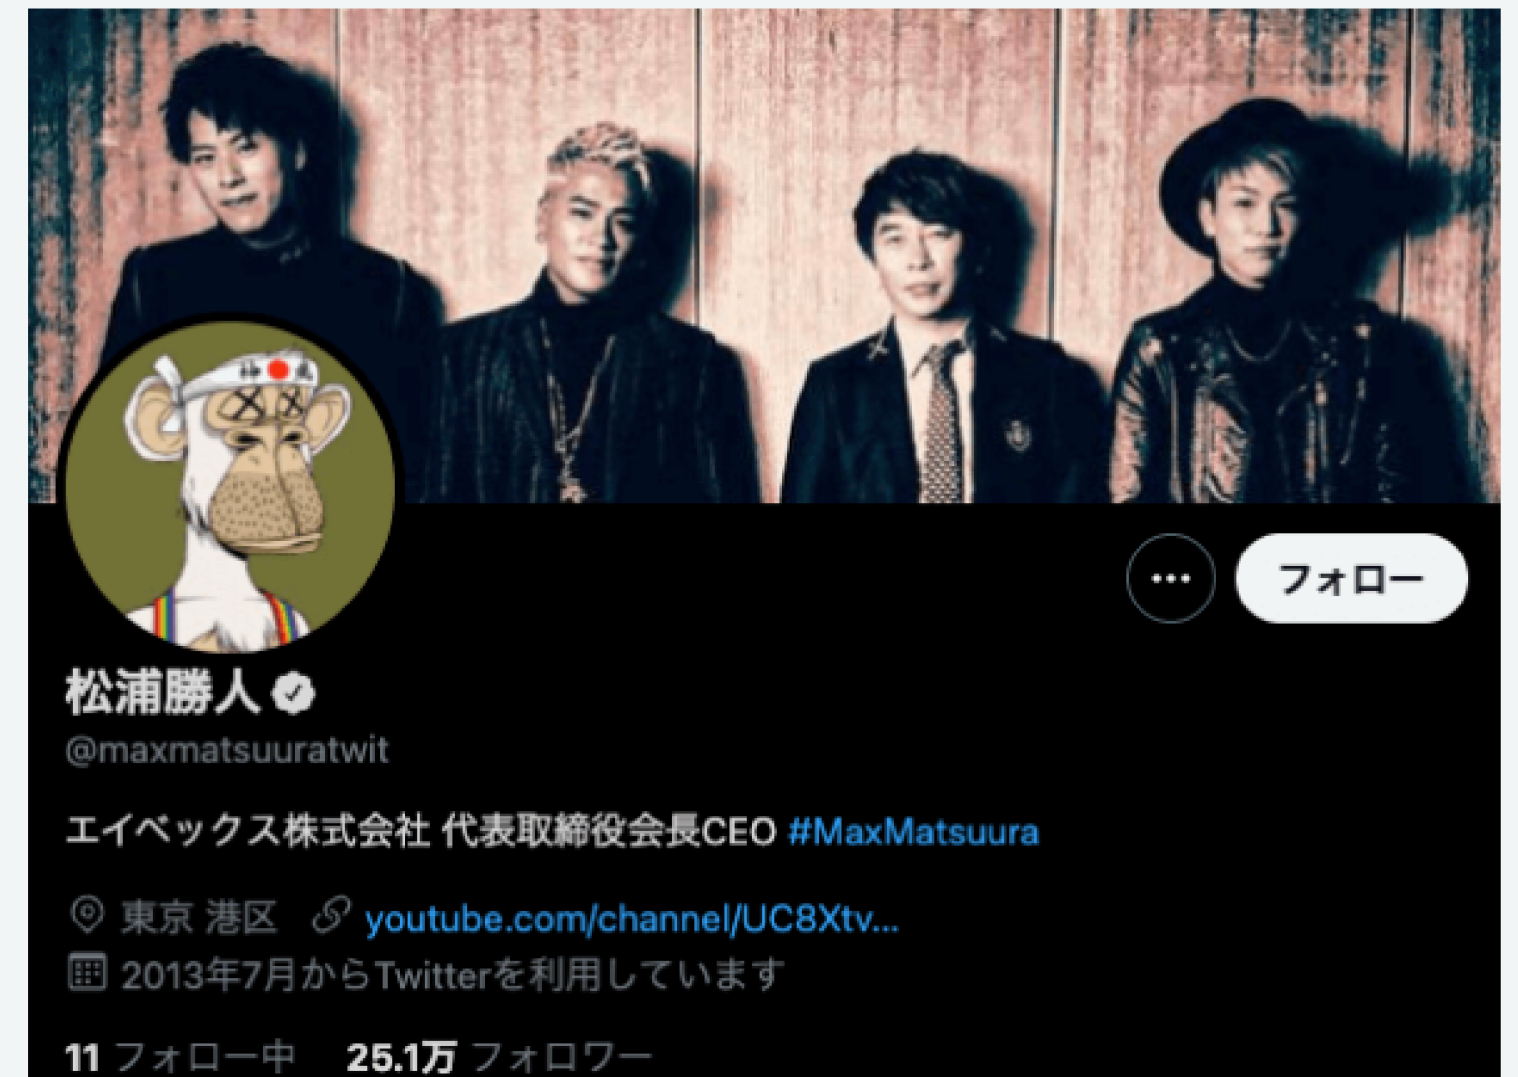 松浦勝人
@maxmatsuuratwit
エイベックス株式会社 代表取締役会長CEO #MaxMatsuura
東京 港区 youtube.com/channel/UC8Xtv...
2013年7月からTwitterを利用しています
11 フォロー中 25.1万 フォロワー
フォロー